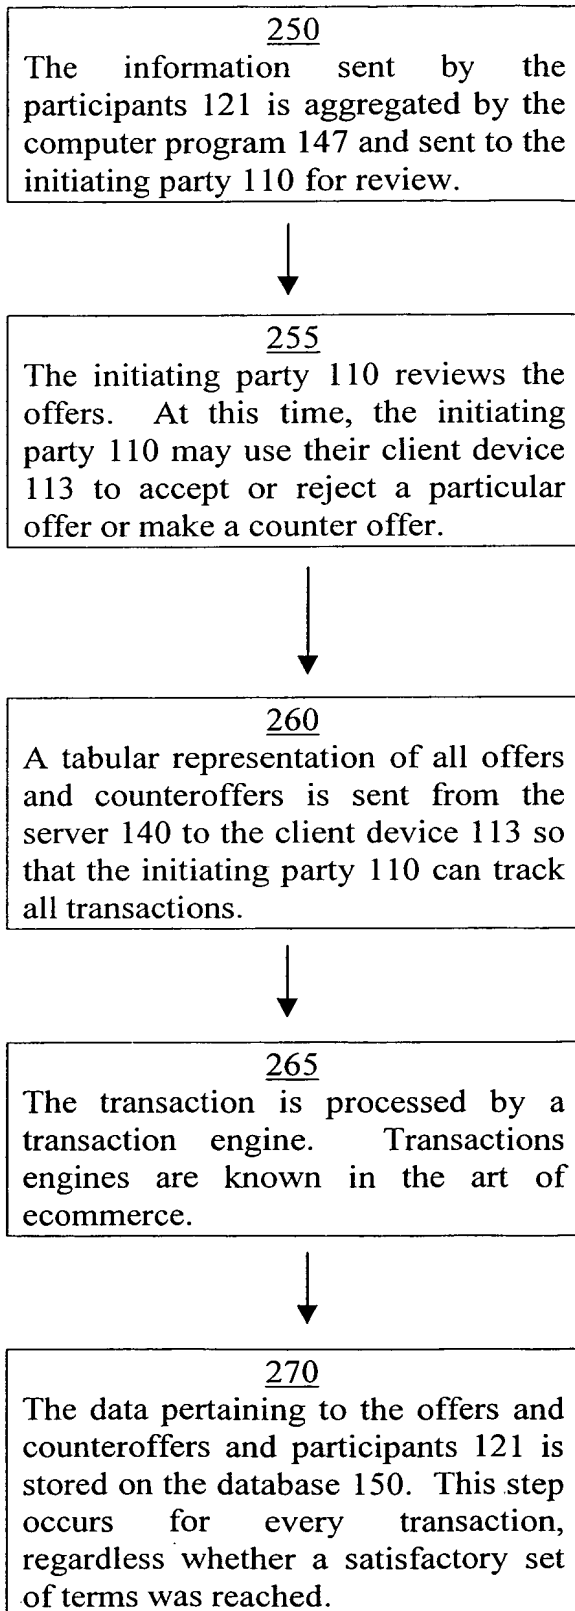 250
The information sent by the
participants 121 is aggregated by the
computer program 147 and sent to the
initiating party 110 for review.
255
The initiating party 110 reviews the
offers. At this time, the initiating
party 110 may use their client device
113 to accept or reject a particular
offer or make a counter offer.
260
A tabular representation of all offers
and counteroffers is sent from the
server 140 to the client device 113 so
that the initiating party 110 can track
all transactions.
265
The transaction is processed by a
transaction engine. Transactions
engines are known in the art of
ecommerce.
270
The data pertaining to the offers and
counteroffers and participants 121 is
stored on the database 150. This step
occurs for every transaction,
regardless whether a satisfactory set
of terms was reached.